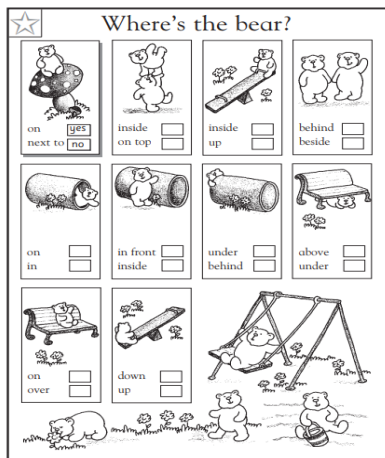 Where's the bear?
on yes
next to no
inside
on top
inside
up
behind
beside
on
in
in front
inside
under
behind
above
under
on
over
down
up